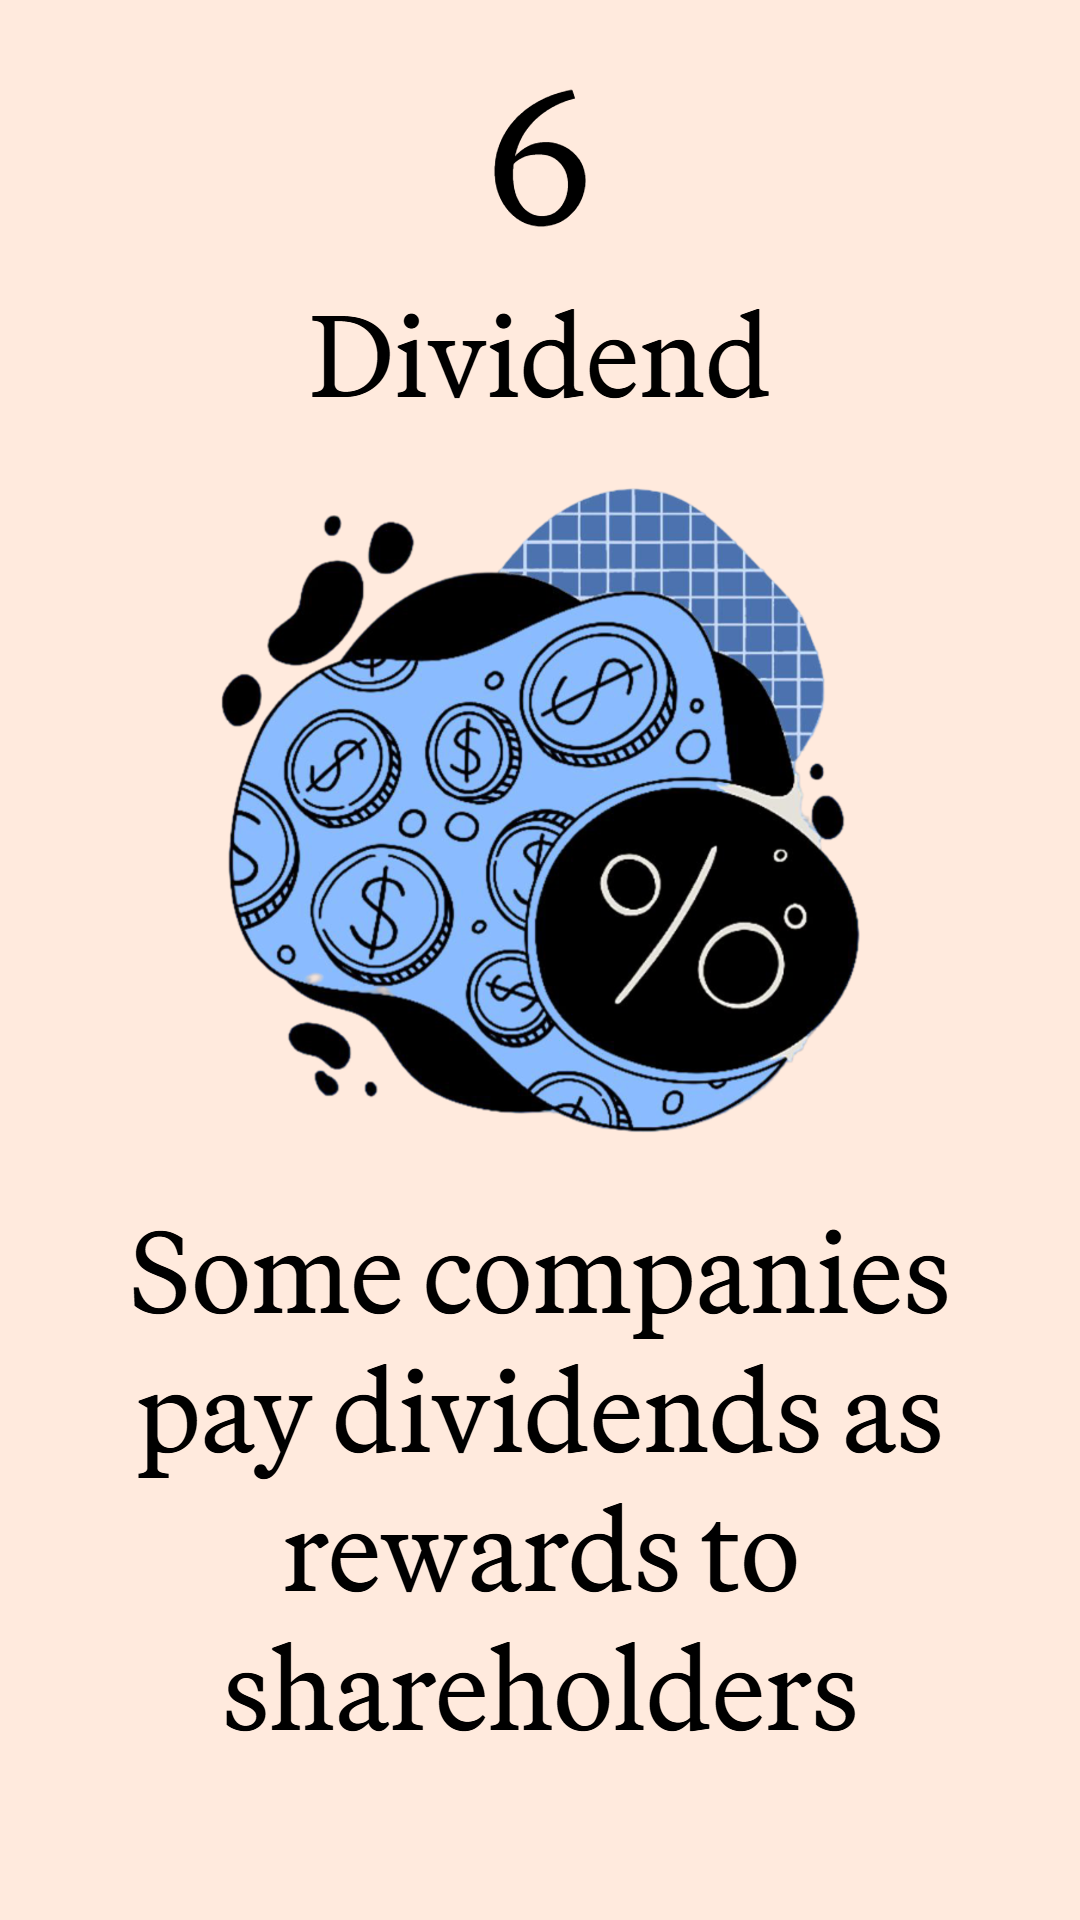 6
Dividend
$
$
$
$
$
$
$
$
$
%
Some companies
pay dividends as
rewards to
shareholders